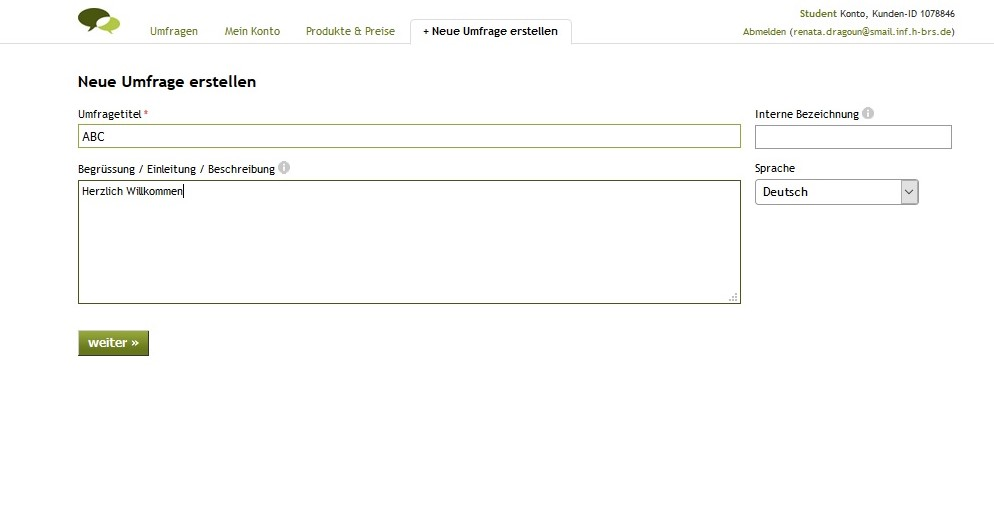 Student Konto, Kunden-ID 1078846
Umfragen Mein Konto Produkte & Preise + Neue Umfrage erstellen
Abmelden (renata.dragoun@smail.inf.h-brs.de)
Neue Umfrage erstellen
Umfragetitel * Interne Bezeichnung i
ABC
Begrüssung / Einleitung / Beschreibung i Sprache
Herzlich Willkommen Deutsch
weiter »